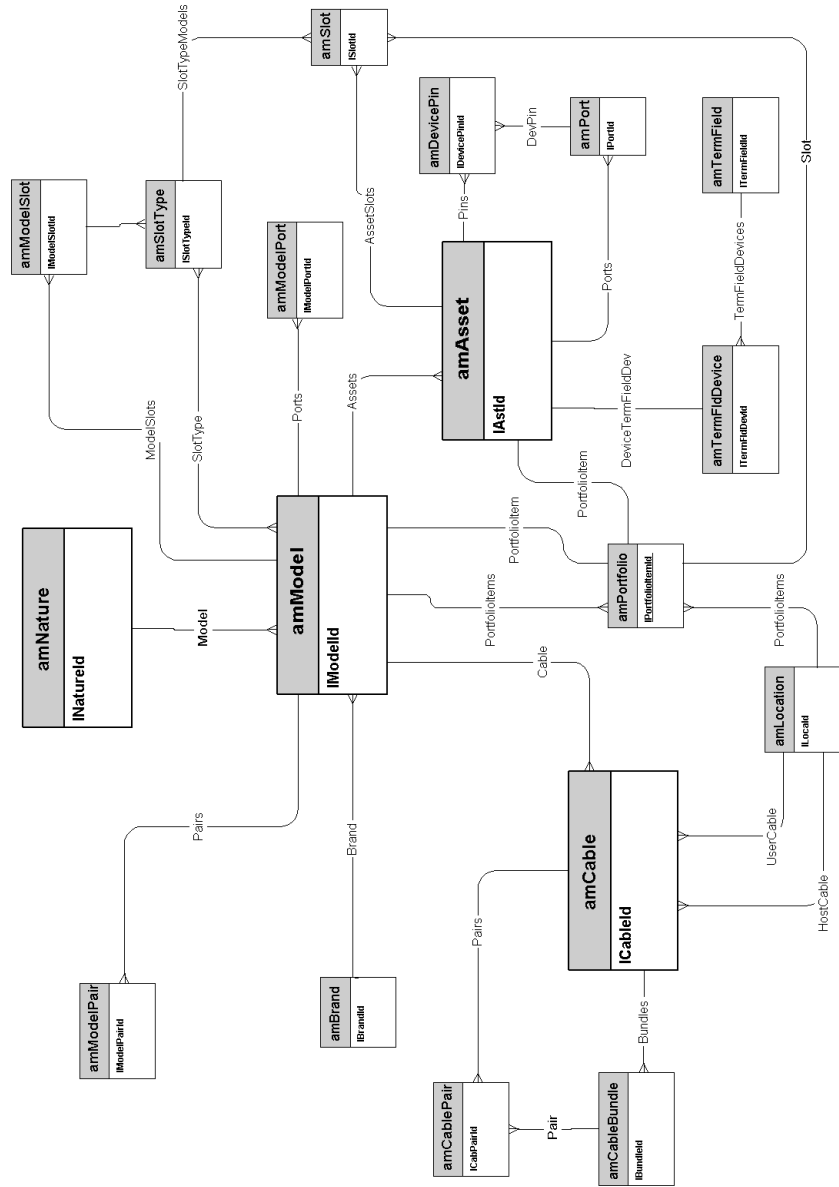 amModelPair
lModelPairId
Pairs
amNature
lNatureId
Model
amModelSlot
lModelSlotId
ModelSlots
amSlotType
lSlotTypeId
SlotType
SlotTypeModels
amSlot
lSlotId
AssetSlots
Slot
amModelPort
lModelPortId
Ports
amModel
lModelId
Assets
amBrand
lBrandId
Brand
amAsset
lAstId
Pins
amDevicePin
lDevicePinId
DevPin
amPort
lPortId
Ports
amTermField
lTermFieldId
TermFieldDevices
amTermFldDevice
lTermFldDevId
DeviceTermFieldDev
PortfolioItem
PortfolioItem
PortfolioItems
amPortfolio
lPortfolioItemId
PortfolioItems
Cable
amLocation
lLocaId
UserCable
HostCable
amCable
lCableId
Pairs
Bundles
amCablePair
lCabPairId
Pair
amCableBundle
lBundleId